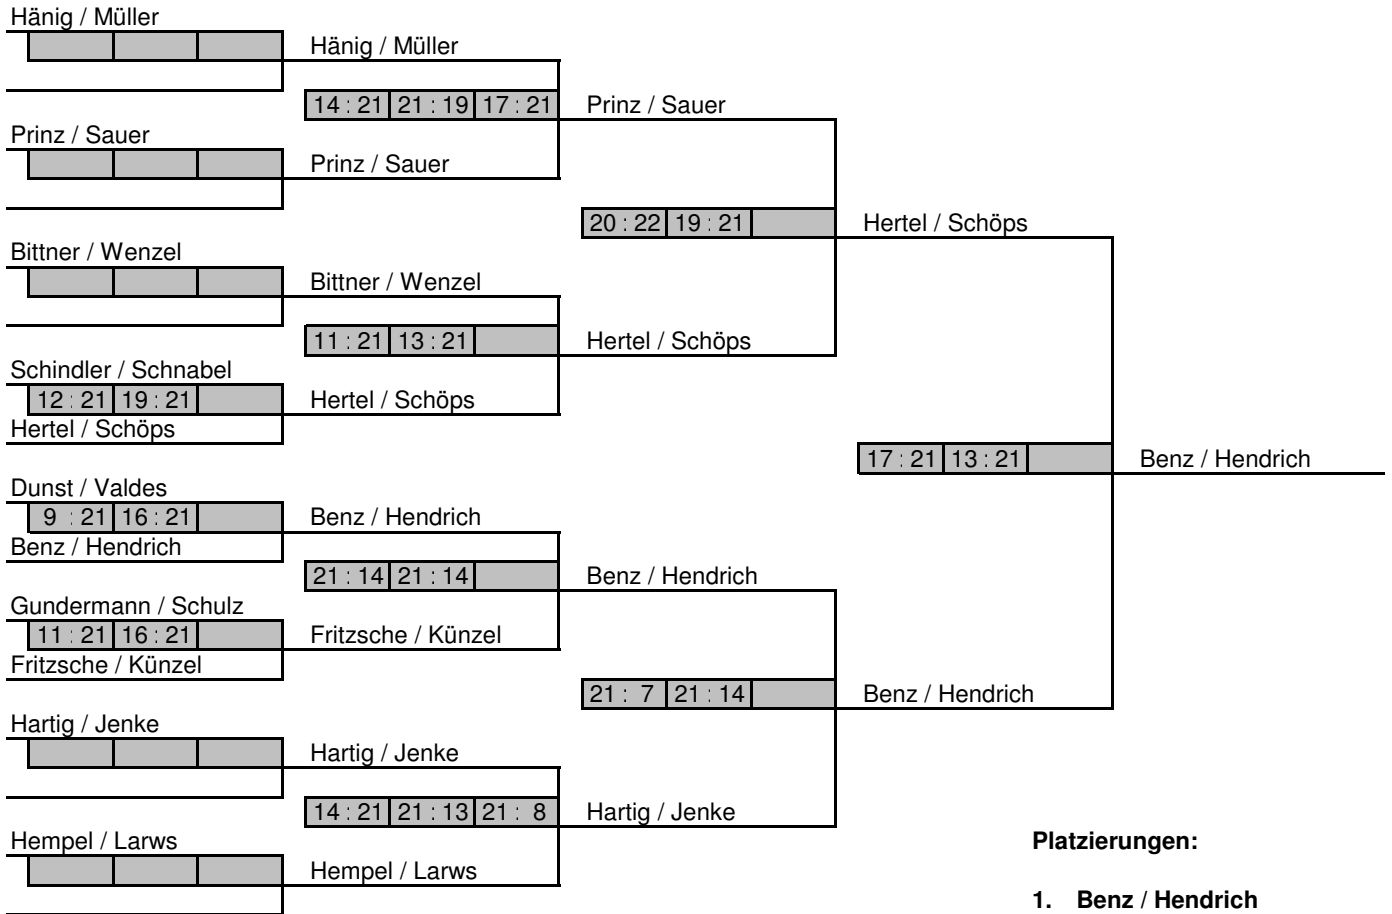 Hänig / Müller
Hänig / Müller
14 : 21 21 : 19 17 : 21 Prinz / Sauer
Prinz / Sauer
Prinz / Sauer
20 : 22 19 : 21 Hertel / Schöps
Bittner / Wenzel
Bittner / Wenzel
11 : 21 13 : 21 Hertel / Schöps
Schindler / Schnabel
12 : 21 19 : 21 Hertel / Schöps
Hertel / Schöps
17 : 21 13 : 21 Benz / Hendrich
Dunst / Valdes
9 : 21 16 : 21 Benz / Hendrich
Benz / Hendrich
21 : 14 21 : 14 Benz / Hendrich
Gundermann / Schulz
11 : 21 16 : 21 Fritzsche / Künzel
Fritzsche / Künzel
21 : 7 21 : 14 Benz / Hendrich
Hartig / Jenke
Hartig / Jenke
14 : 21 21 : 13 21 : 8 Hartig / Jenke
Hempel / Larws Platzierungen:
Hempel / Larws
1. Benz / Hendrich